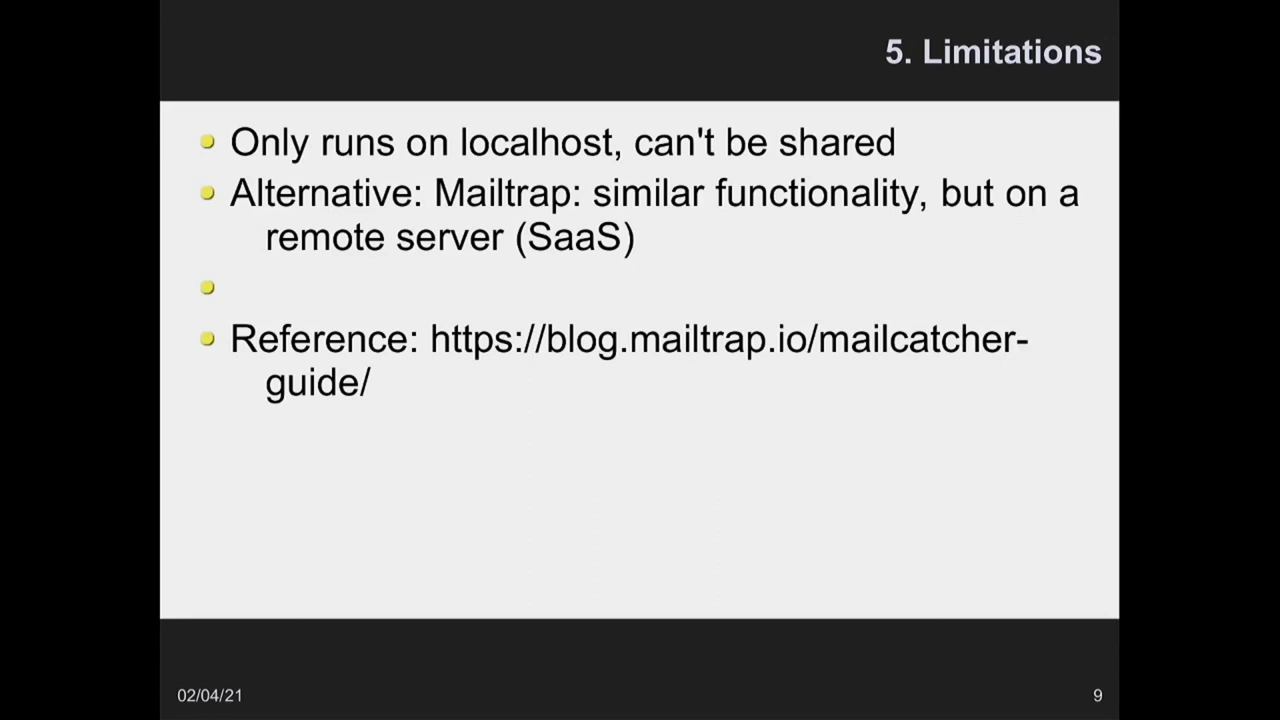 5. Limitations
Only runs on localhost, can't be shared
Alternative: Mailtrap: similar functionality, but on a
remote server (SaaS)
Reference: https://blog.mailtrap.io/mailcatcher-
guide/
02/04/21
9